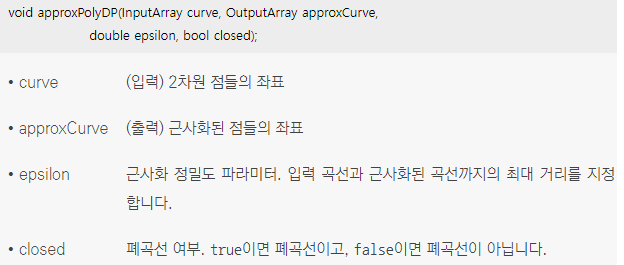 void approxPolyDP(InputArray curve, OutputArray approxCurve,
double epsilon, bool closed);
• curve (입력) 2차원 점들의 좌표
• approxCurve (출력) 근사화된 점들의 좌표
• epsilon 근사화 정밀도 파라미터. 입력 곡선과 근사화된 곡선까지의 최대 거리를 지정
합니다.
• closed 폐곡선 여부. true이면 폐곡선이고, false이면 폐곡선이 아닙니다.